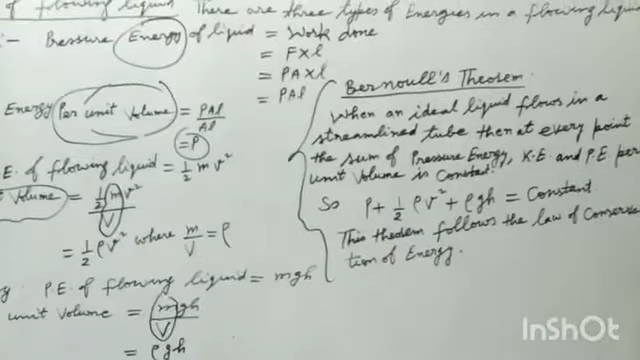 of flowing liquid There are three types of Energies in a flowing liquid
:- Pressure Energy of liquid = Work done
= F×l
= PA×l
= PAl
Energy Per unit Volume = PAl/Al
= P
.E. of flowing liquid = 1/2 m v²
t Volume = 1/2 m v² / V
= 1/2 ρv² where m/V = ρ
P.E. of flowing liquid = mgh
unit Volume = mgh/V
= ρgh
Bernoull's Theorem
When an ideal liquid flows in a
streamlined tube then at every point
the sum of Pressure Energy, K.E and P.E per
unit Volume is Constant.
So P + 1/2 ρv² + ρgh = Constant.
This theorem follows the law of Conserva
tion of Energy.
InShOt